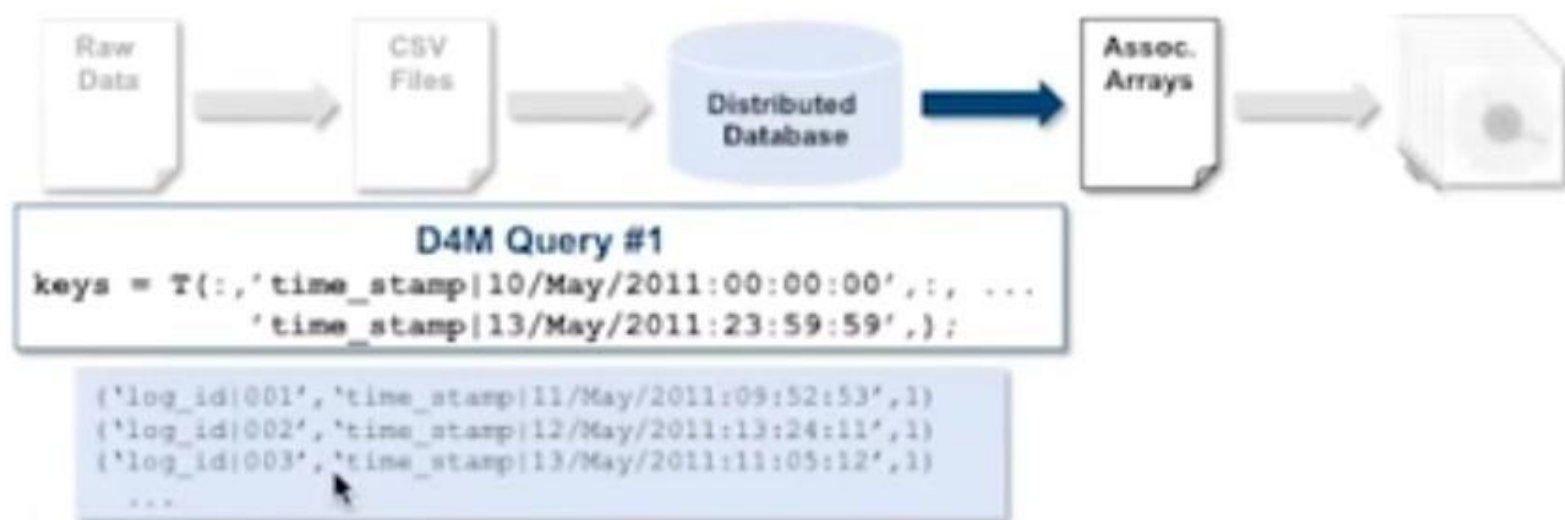 Raw
Data
CSV
Files
Distributed
Database
Assoc.
Arrays
D4M Query #1
keys = T(:,'time_stamp|10/May/2011:00:00:00',:, ...
'time_stamp|13/May/2011:23:59:59',);
('log_id|001','time_stamp|11/May/2011:09:52:53',1)
('log_id|002','time_stamp|12/May/2011:13:24:11',1)
('log_id|003','time_stamp|13/May/2011:11:05:12',1)
...